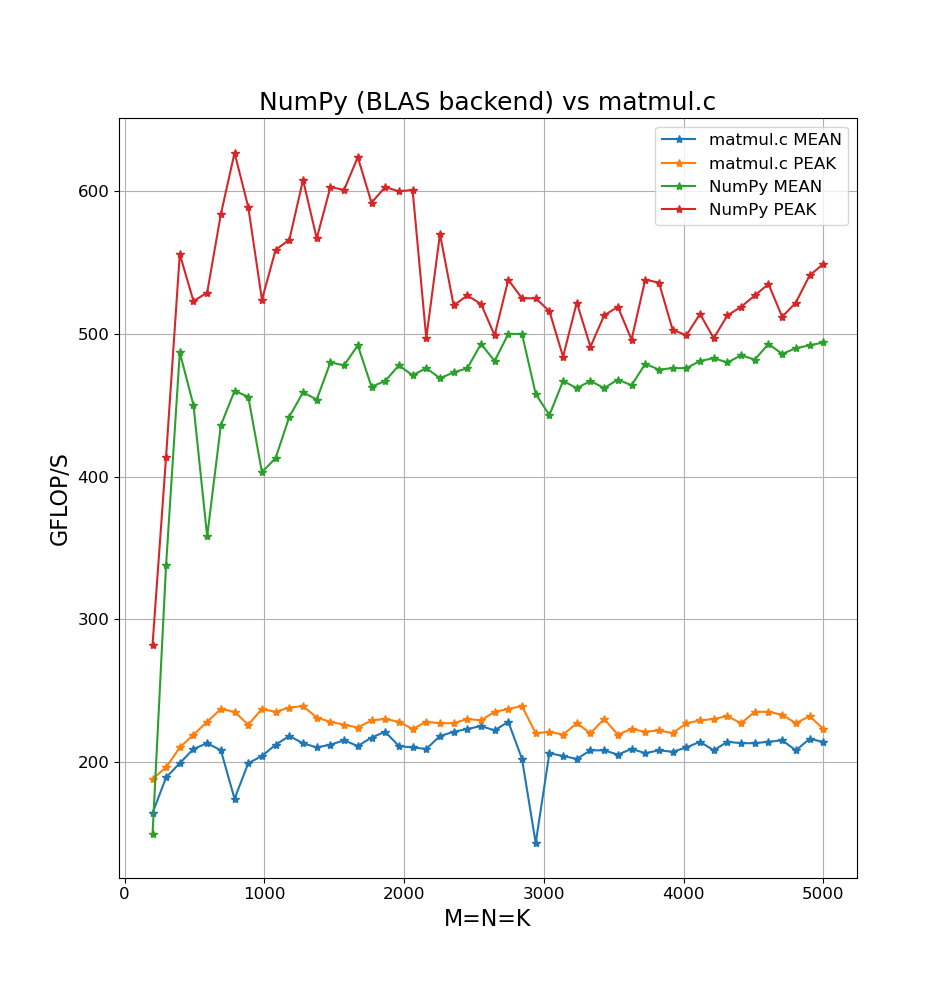 NumPy (BLAS backend) vs matmul.c
matmul.c MEAN
matmul.c PEAK
NumPy MEAN
NumPy PEAK
600
500
400
300
200
GFLOP/S
0 1000 2000 3000 4000 5000
M=N=K